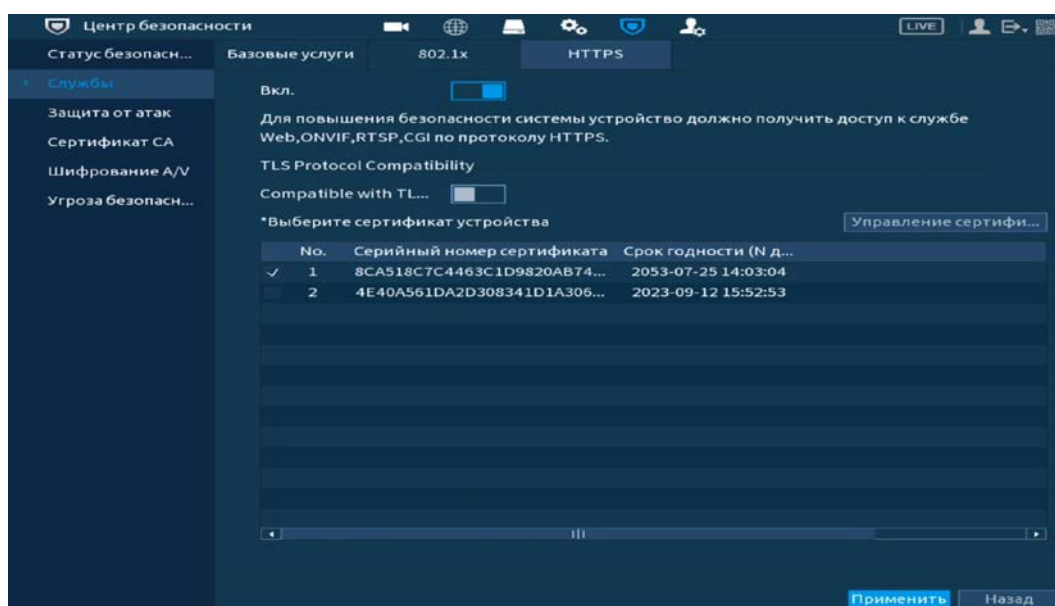 Центр безопасности
LIVE
Статус безопасн...
Базовые услуги
802.1x
HTTPS
Службы
Защита от атак
Сертификат CA
Шифрование A/V
Угроза безопасн...
Вкл.
Для повышения безопасности системы устройство должно получить доступ к службе
Web,ONVIF,RTSP,CGI по протоколу HTTPS.
TLS Protocol Compatibility
Compatible with TL...
*Выберите сертификат устройства
Управление сертифи...
No. Серийный номер сертификата Срок годности (N д...
1 8CA518C7C4463C1D9820AB74... 2053-07-25 14:03:04
2 4E40A561DA2D308341D1A306... 2023-09-12 15:52:53
Применить
Назад